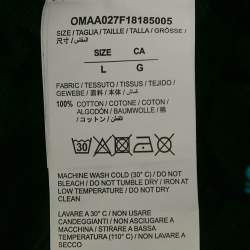 OMAA027F18185005
SIZE / TAGLIA / TAILLE / TALLA / GRÖSSE /
尺寸 /
SIZE CA
L G
FABRIC / TESSUTO / TISSUS / TEJIDO /
GEWEBE / 面料 / 本体 /
100% COTTON / COTONE / COTON /
ALGODÓN / BAUMWOLLE / 棉
/ コットン /
30
MACHINE WASH COLD (30° C) / DO NOT
BLEACH / DO NOT TUMBLE DRY / IRON AT
LOW TEMPERATURE (110° C) / DO NOT DRY
CLEAN
LAVARE A 30° C / NON USARE
CANDEGGIANTI / NON ASCIUGARE A
MACCHINA / STIRARE A BASSA
TEMPERATURA (110° C) / NON LAVARE A
SECCO